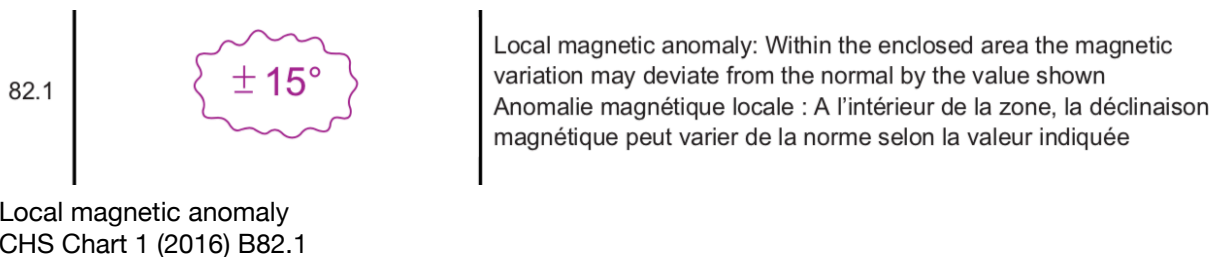 82.1
± 15°
Local magnetic anomaly: Within the enclosed area the magnetic
variation may deviate from the normal by the value shown
Anomalie magnétique locale : A l’intérieur de la zone, la déclinaison
magnétique peut varier de la norme selon la valeur indiquée
Local magnetic anomaly
CHS Chart 1 (2016) B82.1